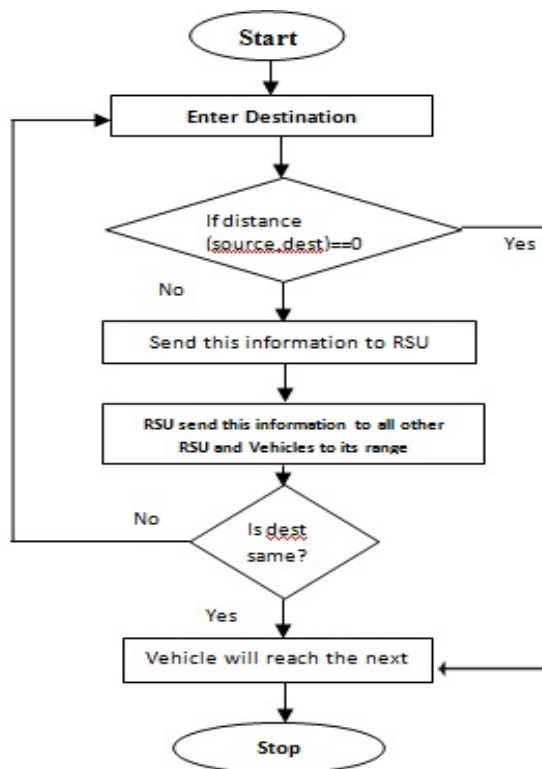 Start
Enter Destination
If distance
(source,dest)==0
Yes
No
Send this information to RSU
RSU send this information to all other
RSU and Vehicles to its range
No
Is dest
same?
Yes
Vehicle will reach the next
Stop